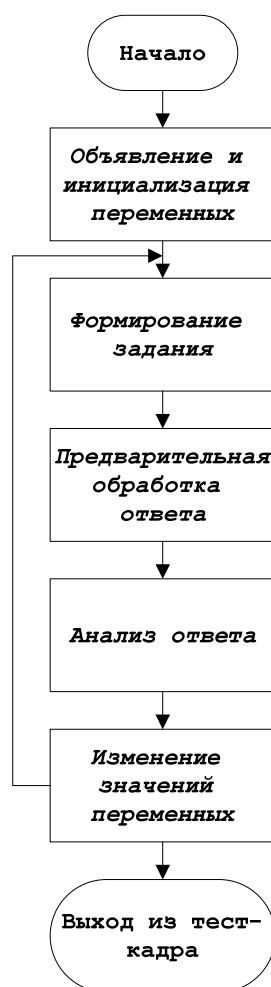 Начало
Объявление и
инициализация
переменных
Формирование
задания
Предварительная
обработка
ответа
Анализ ответа
Изменение
значений
переменных
Выход из тест-
кадра